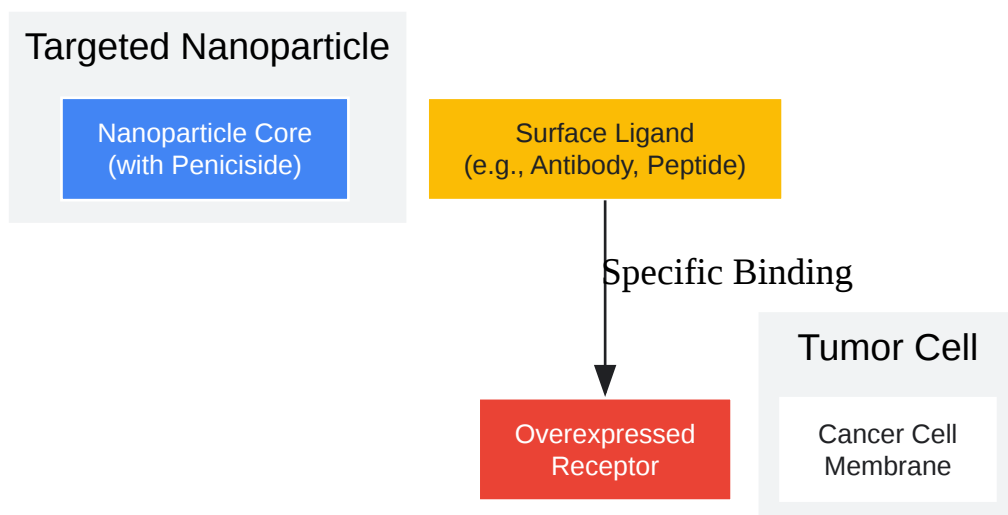 Targeted Nanoparticle
Nanoparticle Core
(with Peniciside)
Surface Ligand
(e.g., Antibody, Peptide)
Specific Binding
Tumor Cell
Overexpressed
Receptor
Cancer Cell
Membrane